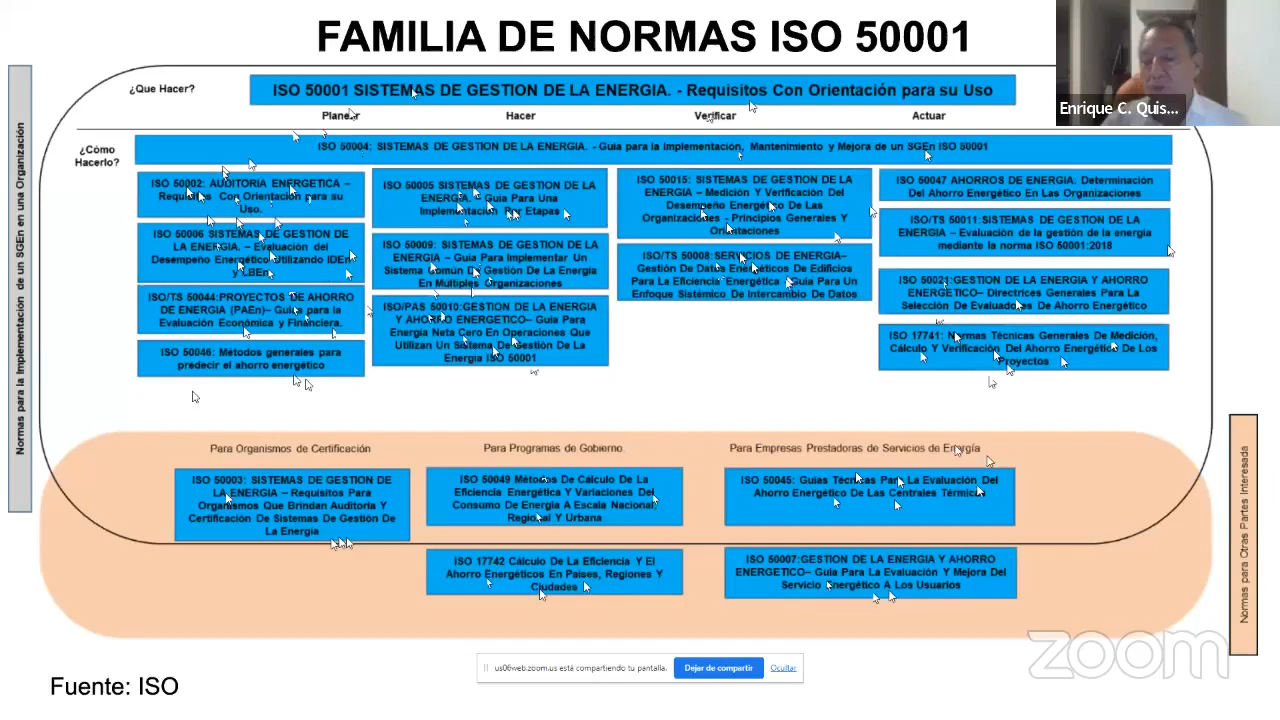 FAMILIA DE NORMAS ISO 50001
Enrique C. Quis...
Normas para la Implementación de un SGEn en una Organización
¿Que Hacer?
ISO 50001 SISTEMAS DE GESTION DE LA ENERGIA. - Requisitos Con Orientación para su Uso
Planear
Hacer
Verificar
Actuar
¿Cómo
Hacerlo?
ISO 50004: SISTEMAS DE GESTION DE LA ENERGIA. - Guía para la Implementación, Mantenimiento y Mejora de un SGEn ISO 50001
ISO 50002: AUDITORIA ENERGETICA –
Requisitos Con Orientación para su
Uso.
ISO 50006 SISTEMAS DE GESTION DE
LA ENERGIA. – Evaluación del
Desempeño Energético Utilizando IDEn
y LBEn
ISO/TS 50044:PROYECTOS DE AHORRO
DE ENERGIA (PAEn)– Guía para la
Evaluación Económica y Financiera.
ISO 50046: Métodos generales para
predecir el ahorro energético
ISO 50005 SISTEMAS DE GESTION DE LA
ENERGIA. - Guía Para Una
Implementación Por Etapas
ISO 50009: SISTEMAS DE GESTION DE LA
ENERGIA – Guía Para Implementar Un
Sistema Común De Gestión De La Energía
En Múltiples Organizaciones
ISO/PAS 50010:GESTION DE LA ENERGIA
Y AHORRO ENERGETICO– Guía Para
Energía Neta Cero En Operaciones Que
Utilizan Un Sistema De Gestión De La
Energía ISO 50001
ISO 50015: SISTEMAS DE GESTION DE LA
ENERGIA – Medición Y Verificación Del
Desempeño Energético De Las
Organizaciones - Principios Generales Y
Orientaciones
ISO/TS 50008: SERVICIOS DE ENERGIA–
Gestión De Datos Energéticos De Edificios
Para La Eficiencia Energética - Guía Para Un
Enfoque Sistémico De Intercambio De Datos
ISO 50047 AHORROS DE ENERGIA: Determinación
Del Ahorro Energético En Las Organizaciones
ISO/TS 50011:SISTEMAS DE GESTION DE LA
ENERGIA – Evaluación de la gestión de la energía
mediante la norma ISO 50001:2018
ISO 50021:GESTION DE LA ENERGIA Y AHORRO
ENERGETICO– Directrices Generales Para La
Selección De Evaluadores De Ahorro Energético
ISO 17741: Normas Técnicas Generales De Medición,
Cálculo Y Verificación Del Ahorro Energético De Los
Proyectos
Para Organismos de Certificación
Para Programas de Gobierno.
Para Empresas Prestadoras de Servicios de Energía
ISO 50003: SISTEMAS DE GESTION DE
LA ENERGIA – Requisitos Para
Organismos Que Brindan Auditoría Y
Certificación De Sistemas De Gestión De
La Energía
ISO 50049 Métodos De Cálculo De La
Eficiencia Energética Y Variaciones Del
Consumo De Energía A Escala Nacional,
Regional Y Urbana
ISO 17742 Cálculo De La Eficiencia Y El
Ahorro Energéticos En Países, Regiones Y
Ciudades
ISO 50045: Guías Técnicas Para La Evaluación Del
Ahorro Energético De Las Centrales Térmicas
ISO 50007:GESTION DE LA ENERGIA Y AHORRO
ENERGETICO– Guía Para La Evaluación Y Mejora Del
Servicio Energético A Los Usuarios
Normas para Otras Partes Interesada
zoom
us06web.zoom.us está compartiendo tu pantalla.
Dejar de compartir
Ocultar
Fuente: ISO